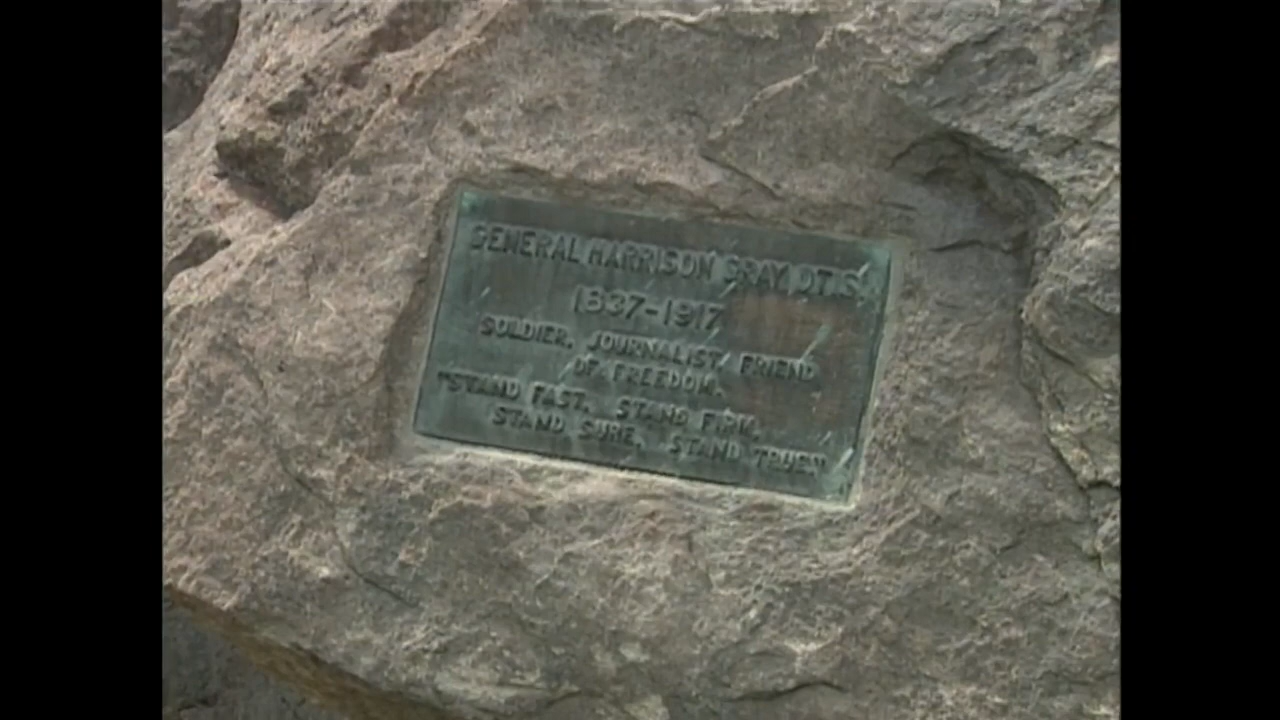 GENERAL HARRISON GRAY OTIS
1837-1917
SOLDIER, JOURNALIST, FRIEND
OF FREEDOM.
"STAND FAST, STAND FIRM,
STAND SURE, STAND TRUE."